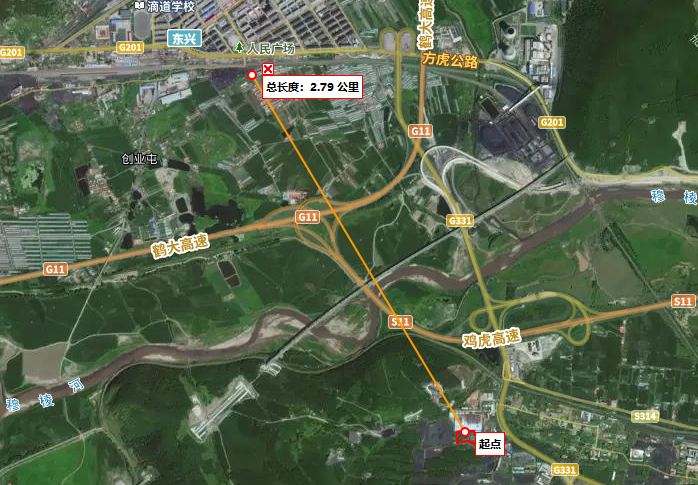 滴道学校
鹤大高速
G201
G201
东兴
人民广场
方虎公路
总长度：2.79 公里
G201
G11
创业屯
穆 棱
G11
G331
鹤大高速
G11
S11
S11
鸡虎高速
穆 棱 河
S314
起点
G331